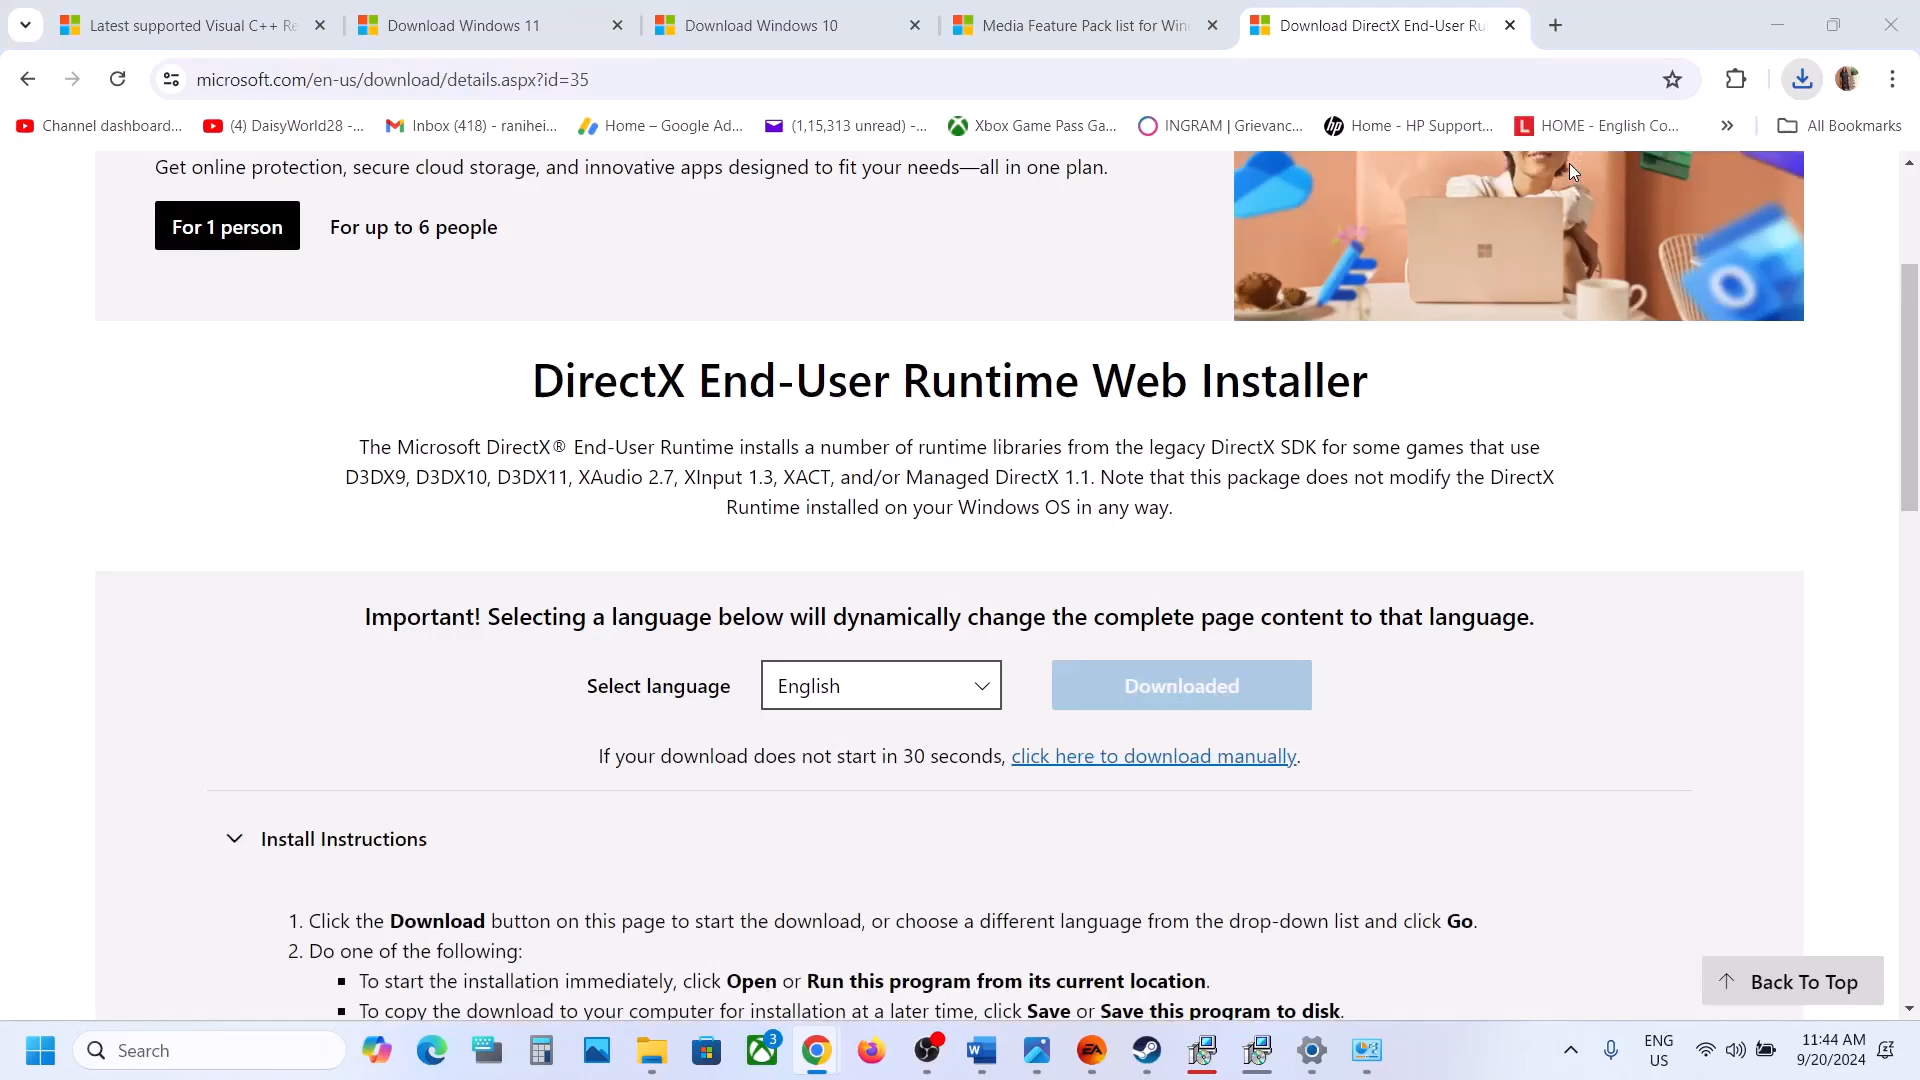 Latest supported Visual C++ Re
Download Windows 11
Download Windows 10
Media Feature Pack list for Win
Download DirectX End-User Ru
microsoft.com/en-us/download/details.aspx?id=35
Channel dashboard...
(4) DaisyWorld28 -...
Inbox (418) - ranihei...
Home – Google Ad...
(1,15,313 unread) -...
Xbox Game Pass Ga...
INGRAM | Grievanc...
Home - HP Support...
HOME - English Co...
All Bookmarks
Get online protection, secure cloud storage, and innovative apps designed to fit your needs—all in one plan.
For 1 person
For up to 6 people
DirectX End-User Runtime Web Installer
The Microsoft DirectX® End-User Runtime installs a number of runtime libraries from the legacy DirectX SDK for some games that use
D3DX9, D3DX10, D3DX11, XAudio 2.7, XInput 1.3, XACT, and/or Managed DirectX 1.1. Note that this package does not modify the DirectX
Runtime installed on your Windows OS in any way.
Important! Selecting a language below will dynamically change the complete page content to that language.
Select language
English
Downloaded
If your download does not start in 30 seconds, click here to download manually.
Install Instructions
1. Click the Download button on this page to start the download, or choose a different language from the drop-down list and click Go.
2. Do one of the following:
▪ To start the installation immediately, click Open or Run this program from its current location.
▪ To copy the download to your computer for installation at a later time, click Save or Save this program to disk.
Back To Top
Search
3
ENG
US
11:44 AM
9/20/2024